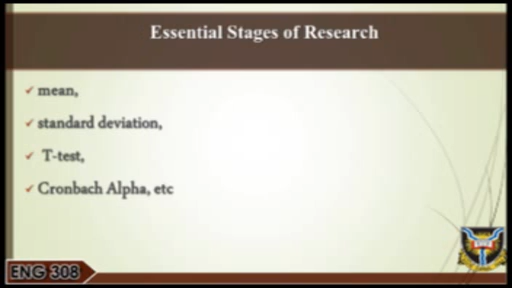 Essential Stages of Research
mean,
standard deviation,
T-test,
Cronbach Alpha, etc
ENG 308